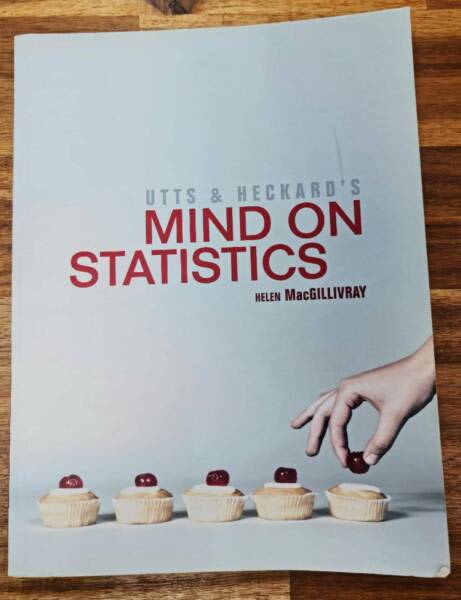 UTTS & HECKARD'S
MIND ON
STATISTICS
HELEN MacGILLIVRAY